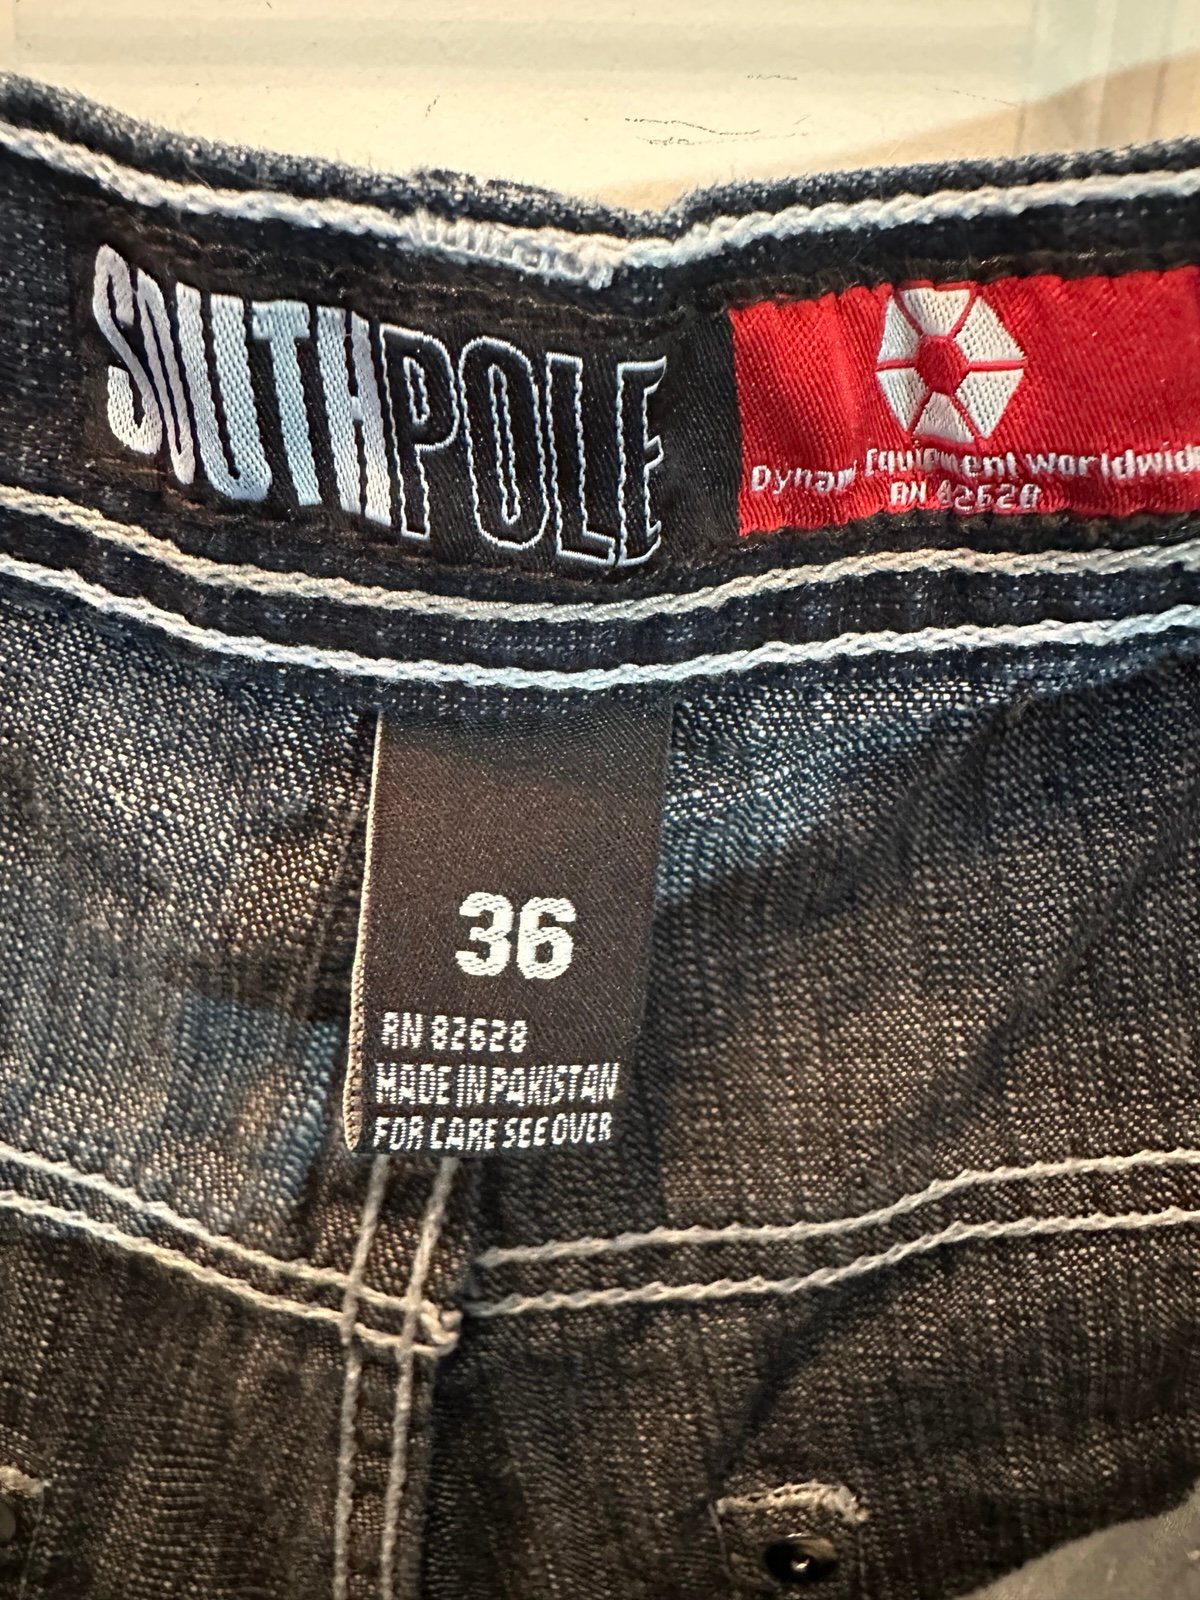 SOUTHPOLE
Equipment Worldwide
RN 82628
36
RN 82628
MADE IN PAKISTAN
FOR CARE SEE OVER